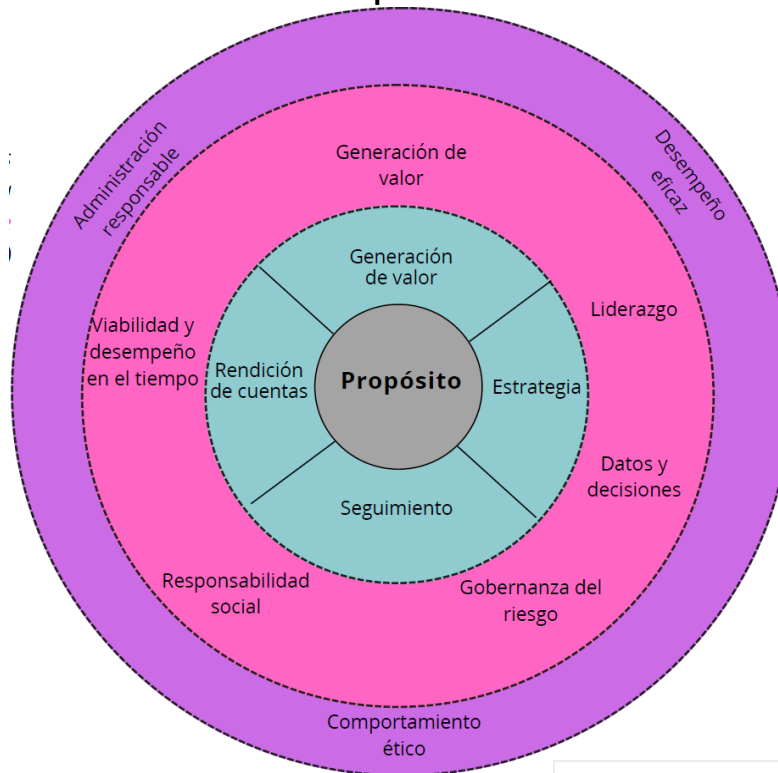 Administración
responsable
Desempeño
eficaz
Generación de
valor
Generación
de valor
Liderazgo
Viabilidad y
desempeño
en el tiempo
Rendición
de cuentas
Propósito
Estrategia
Datos y
decisiones
Seguimiento
Responsabilidad
social
Gobernanza del
riesgo
Comportamiento
ético